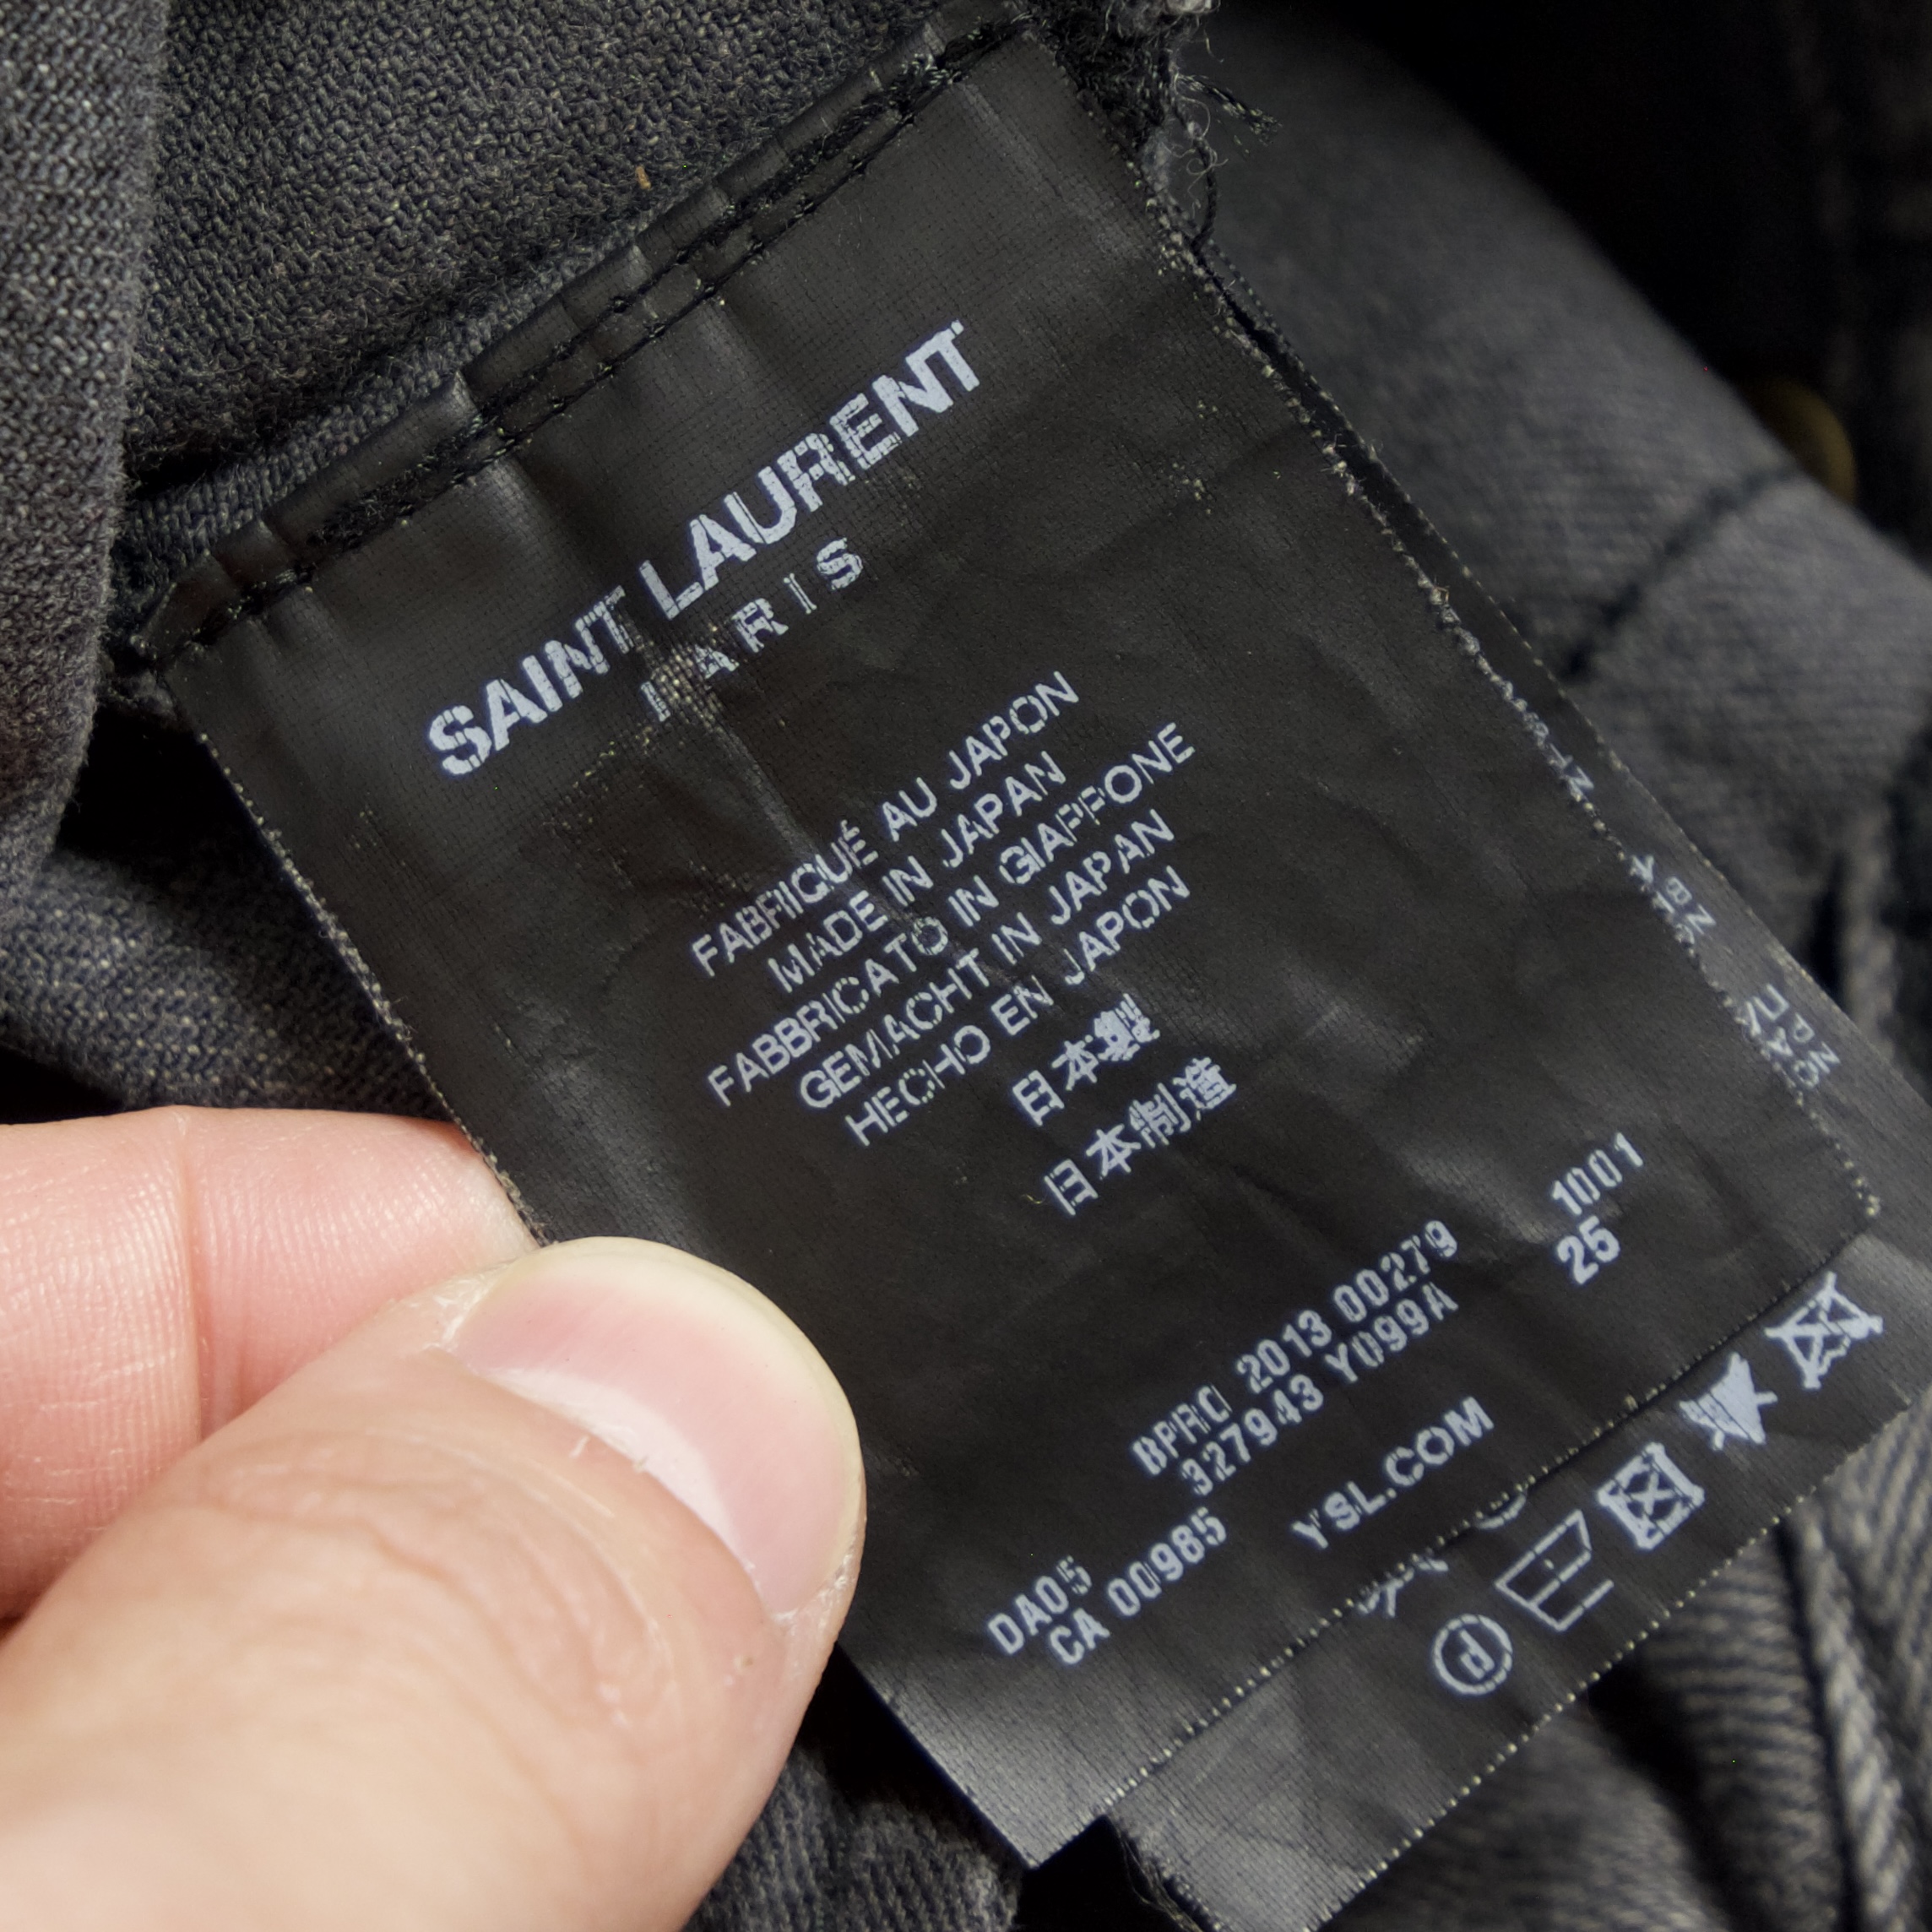 SAINT LAURENT
PARIS
FABRIQUÉ AU JAPON
MADE IN JAPAN
FABBRICATO IN GIAPPONE
GEMACHT IN JAPAN
HECHO EN JAPON
日本製
日本制造
1001
25
BPRO 2013 00279
327943 Y099A
YSL.COM
DA05
CA 00985
P